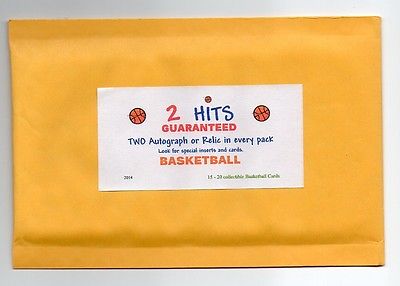 2 HITS
GUARANTEED
TWO Autograph or Relic in every pack
Look for special inserts and cards.
BASKETBALL
2014
15 - 20 collectible Basketball Cards